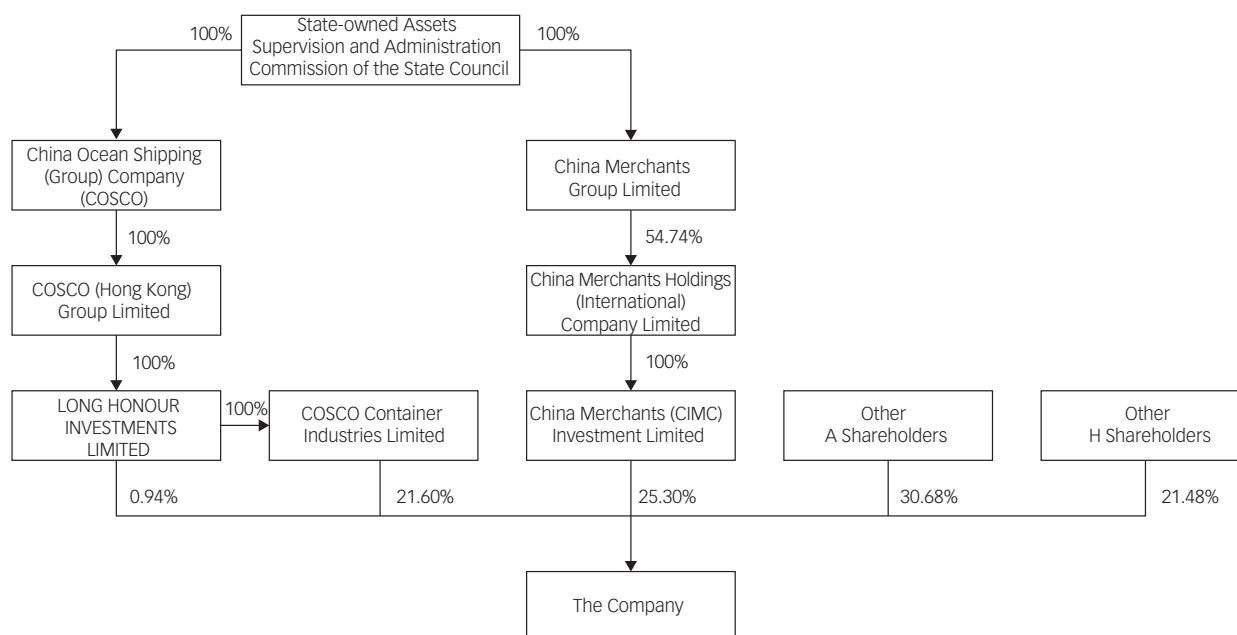 State-owned Assets
Supervision and Administration
Commission of the State Council
100%
100%
China Ocean Shipping
(Group) Company
(COSCO)
China Merchants
Group Limited
100%
54.74%
COSCO (Hong Kong)
Group Limited
China Merchants Holdings
(International)
Company Limited
100%
100%
LONG HONOUR
INVESTMENTS
LIMITED
100%
COSCO Container
Industries Limited
China Merchants (CIMC)
Investment Limited
Other
A Shareholders
Other
H Shareholders
0.94%
21.60%
25.30%
30.68%
21.48%
The Company